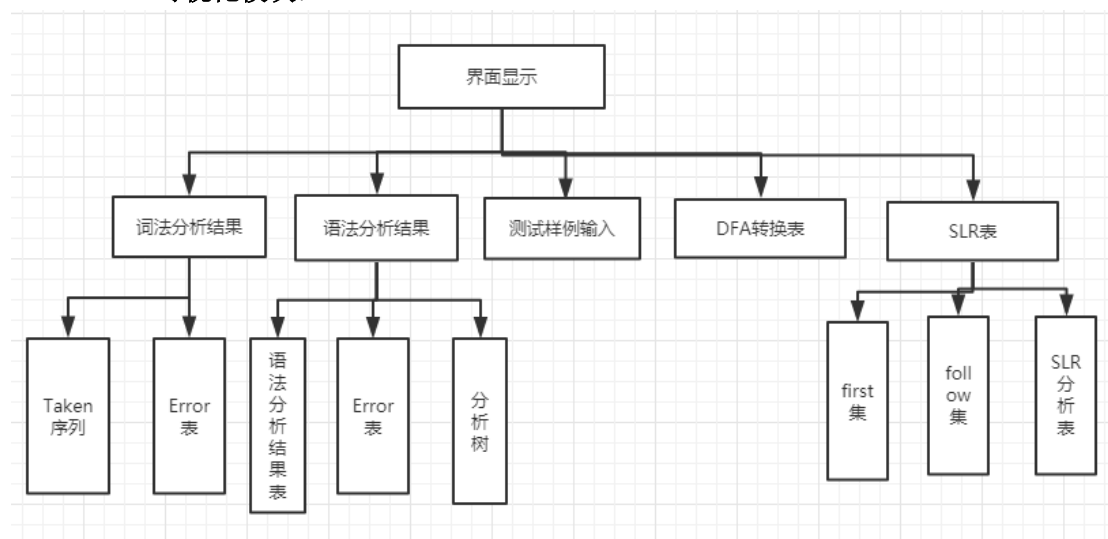 界面显示
词法分析结果
语法分析结果
测试样例输入
DFA转换表
SLR表
Taken
序列
Error
表
语
法
分
析
结
果
表
Error
表
分
析
树
first
集
foll
ow
集
SLR
分
析
表